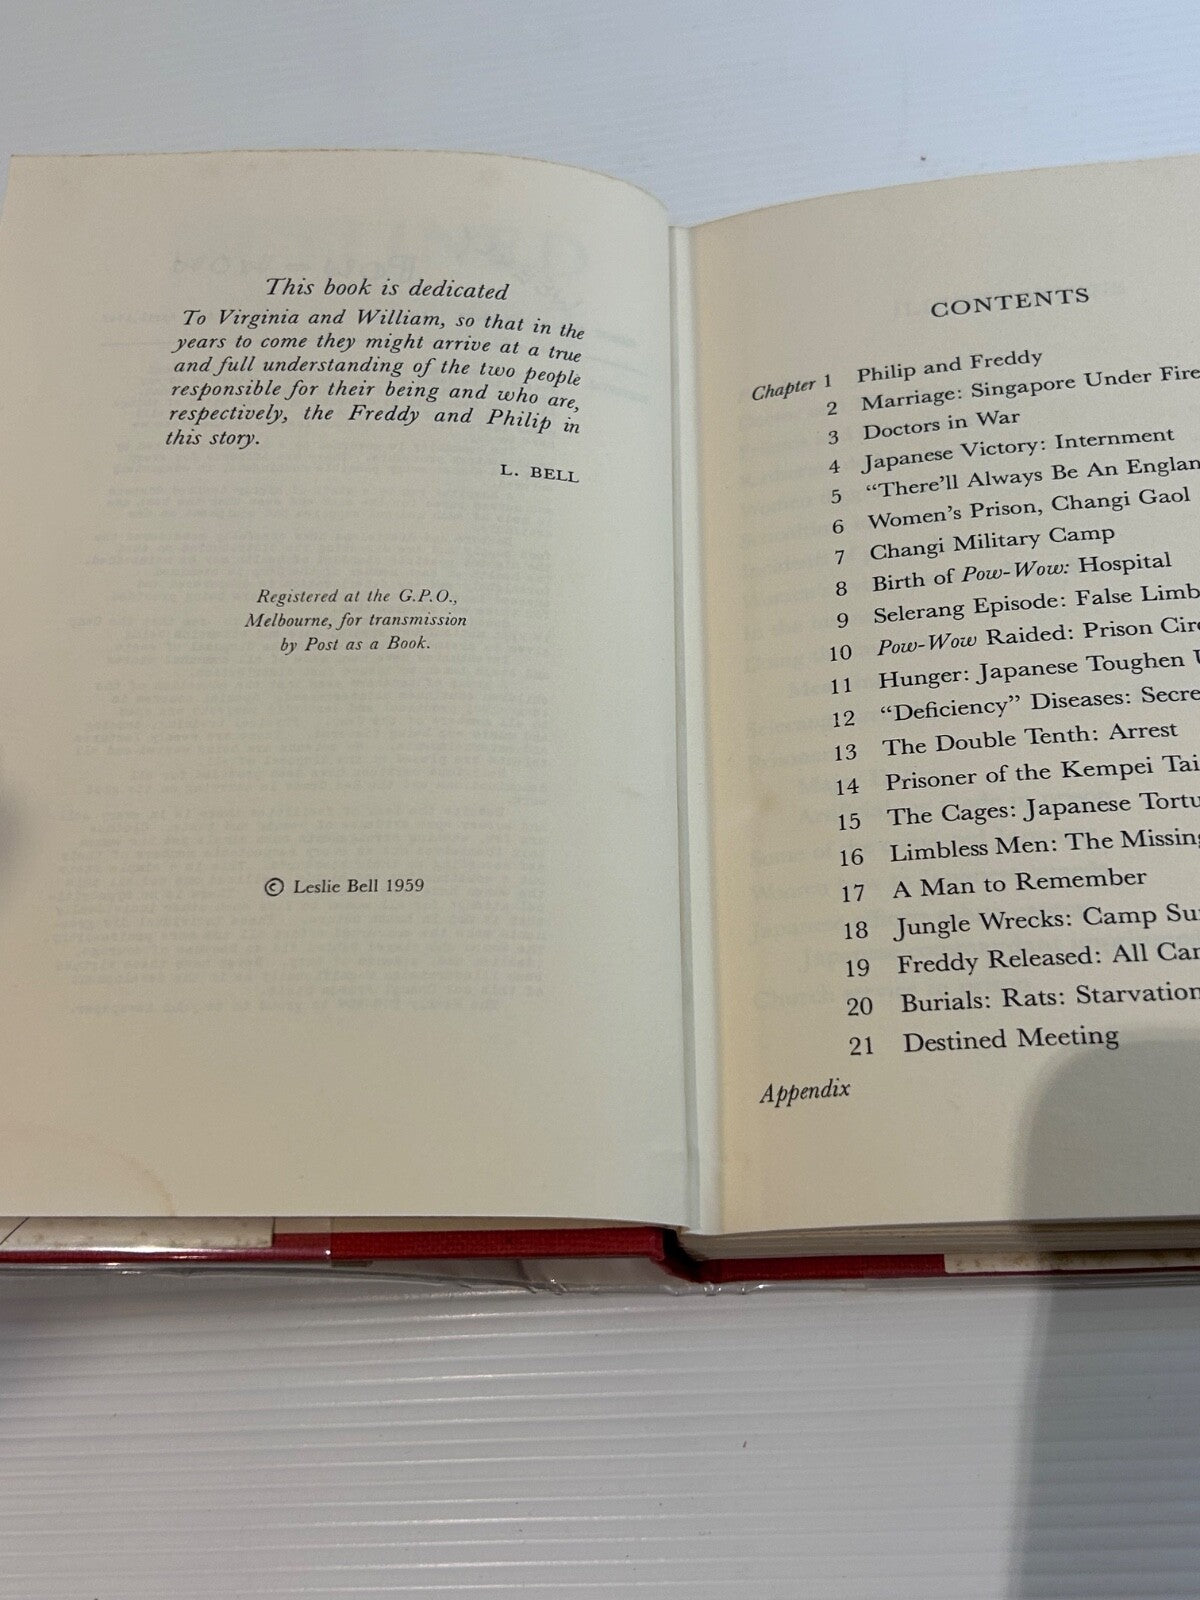 This book is dedicated
To Virginia and William, so that in the
years to come they might arrive at a true
and full understanding of the two people
responsible for their being and who are,
respectively, the Freddy and Philip in
this story.
L. BELL
Registered at the G.P.O.,
Melbourne, for transmission
by Post as a Book.
© Leslie Bell 1959
CONTENTS
Chapter 1 Philip and Freddy
2 Marriage: Singapore Under Fire
3 Doctors in War
4 Japanese Victory: Internment
5 “There’ll Always Be An
6 Women’s Prison, Changi Gaol
7 Changi Military Camp
8 Birth of Pow-Wow: Hospital
9 Selerang Episode: False
10 Pow-Wow Raided: Prison
11 Hunger: Japanese Toughen
12 “Deficiency” Diseases:
13 The Double Tenth: Arrest
14 Prisoner of the Kempei Tai
15 The Cages: Japanese
16 Limbless Men: The Missing
17 A Man to Remember
18 Jungle Wrecks: Camp
19 Freddy Released: All
20 Burials: Rats: Starvation
21 Destined Meeting
Appendix